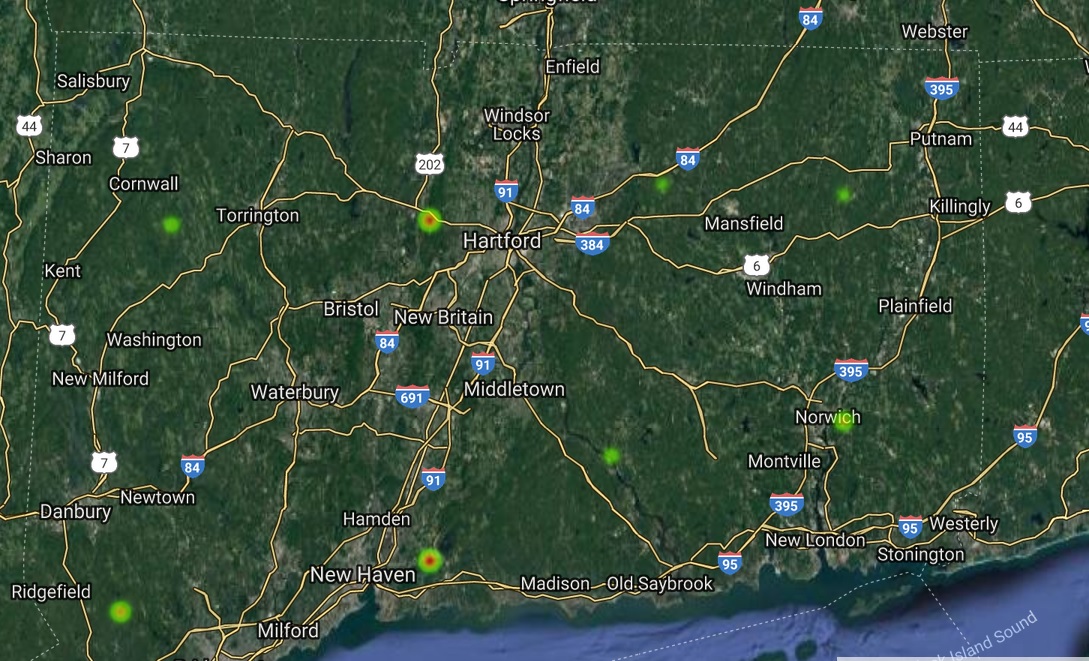 Springfield
84
Webster
Enfield
Salisbury
395
Windsor
Locks
44
44
Putnam
7
Sharon
202
84
Cornwall
91
84
6
Killingly
Torrington
Mansfield
Hartford
384
Kent
6
Windham
Bristol
New Britain
Plainfield
7
Washington
84
91
395
New Milford
Waterbury
691
Middletown
Norwich
95
7
84
Montville
91
Newtown
Danbury
395
Hamden
95
Westerly
New London
Stonington
95
New Haven
Madison
Old Saybrook
Ridgefield
Milford
Island Sound